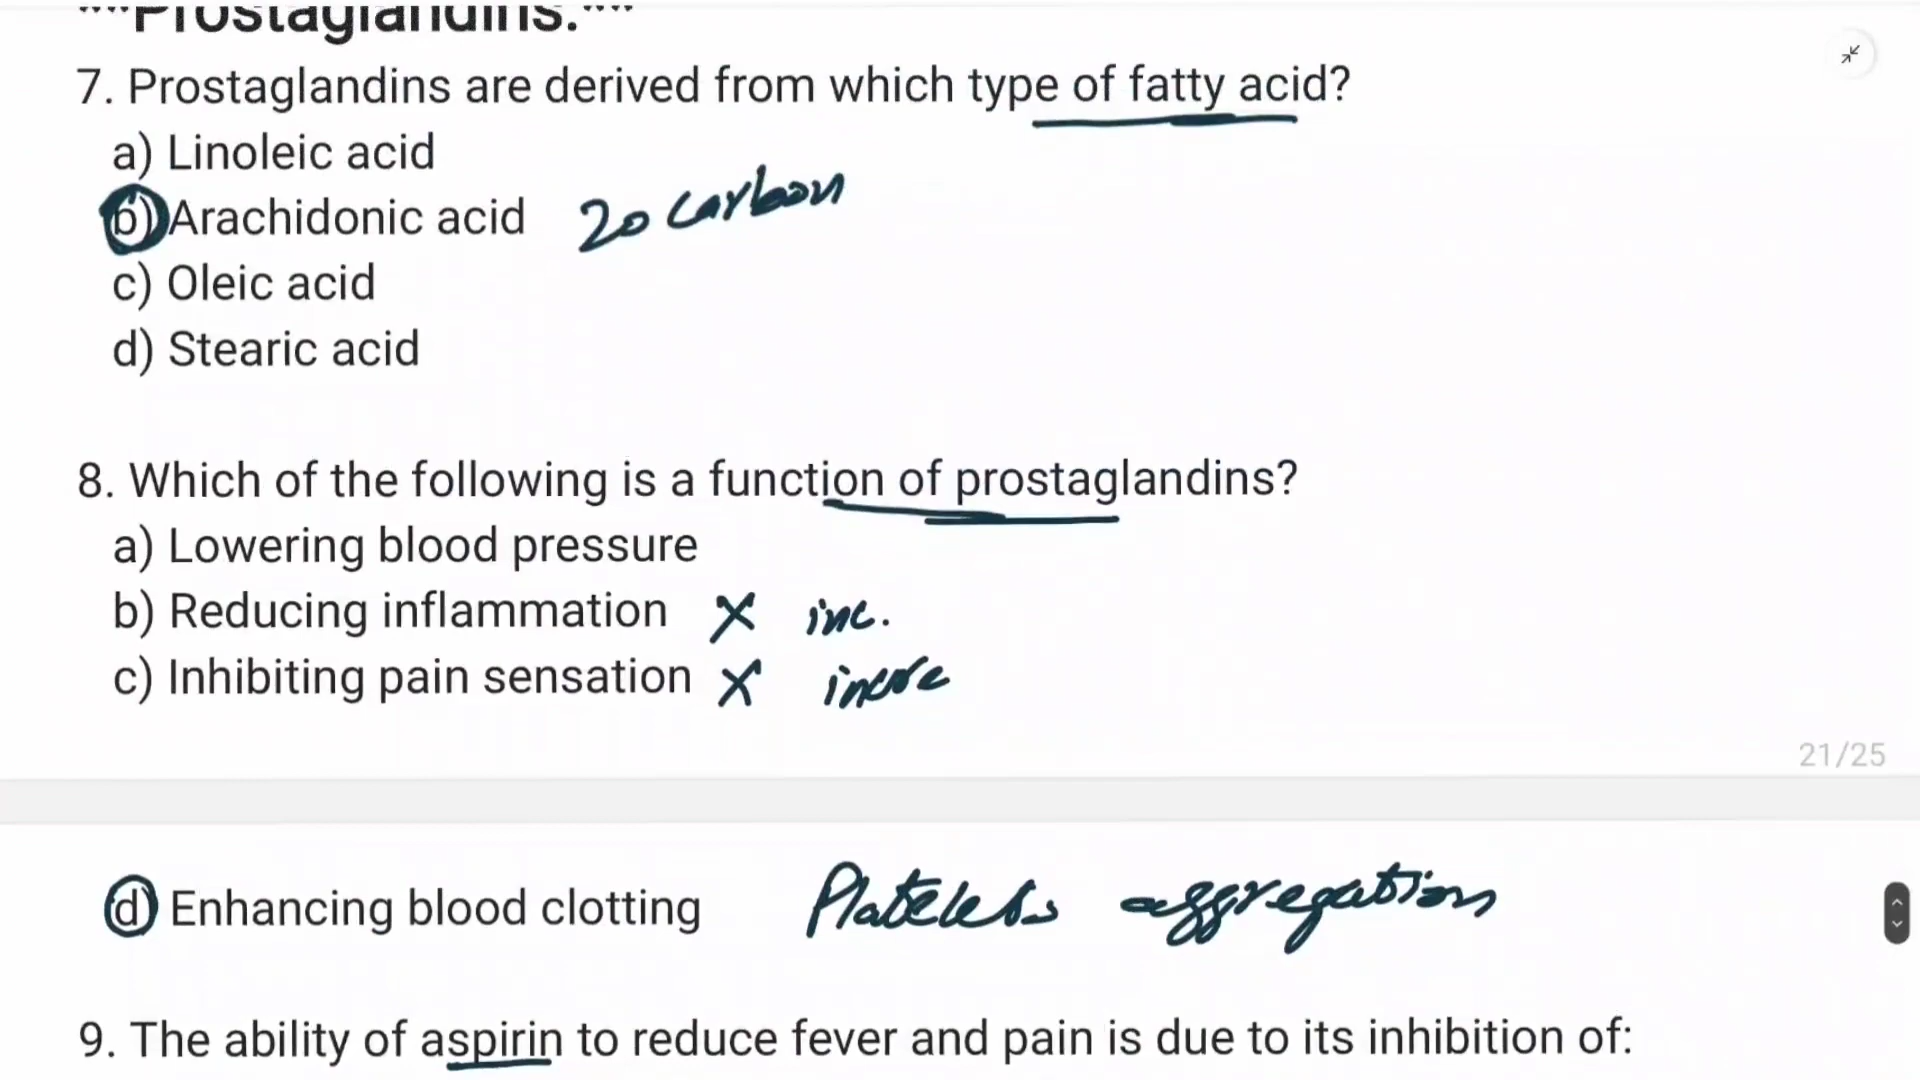 ""Prostaglandins.""
7. Prostaglandins are derived from which type of fatty acid?
a) Linoleic acid
b) Arachidonic acid 20 carbon
c) Oleic acid
d) Stearic acid
8. Which of the following is a function of prostaglandins?
a) Lowering blood pressure
b) Reducing inflammation X inc.
c) Inhibiting pain sensation X
21/25
d) Enhancing blood clotting Platelets aggregation
9. The ability of aspirin to reduce fever and pain is due to its inhibition of: